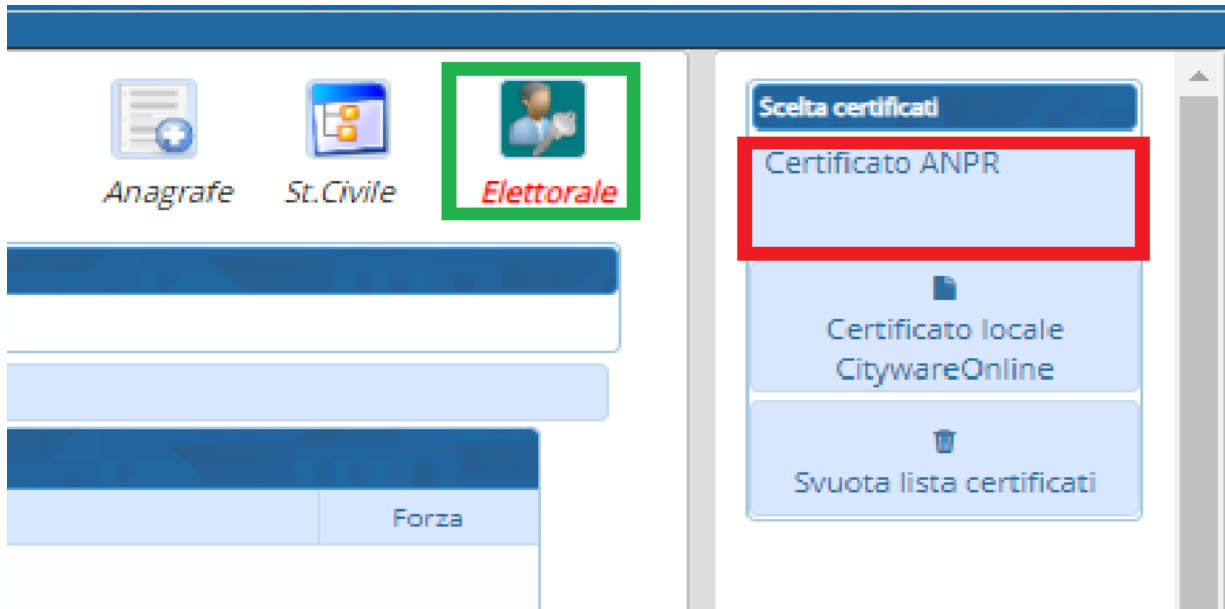 Anagrafe St.Civile Elettorale
Forza
Scelta certificati
Certificato ANPR
Certificato locale
CitywareOnline
Svuota lista certificati